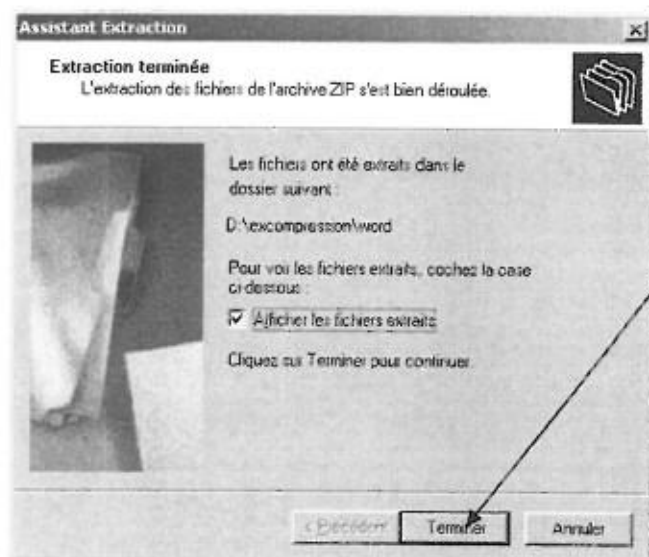 Assistant Extraction
Extraction terminée
L'extraction des fichiers de l'archive ZIP s'est bien déroulée.
Les fichiers ont été extraits dans le
dossier suivant :
D:\excompression\word
Pour voir les fichiers extraits, cochez la case
ci-dessous :
Afficher les fichiers extraits
Cliquez sur Terminer pour continuer.
< Précédent Terminer Annuler